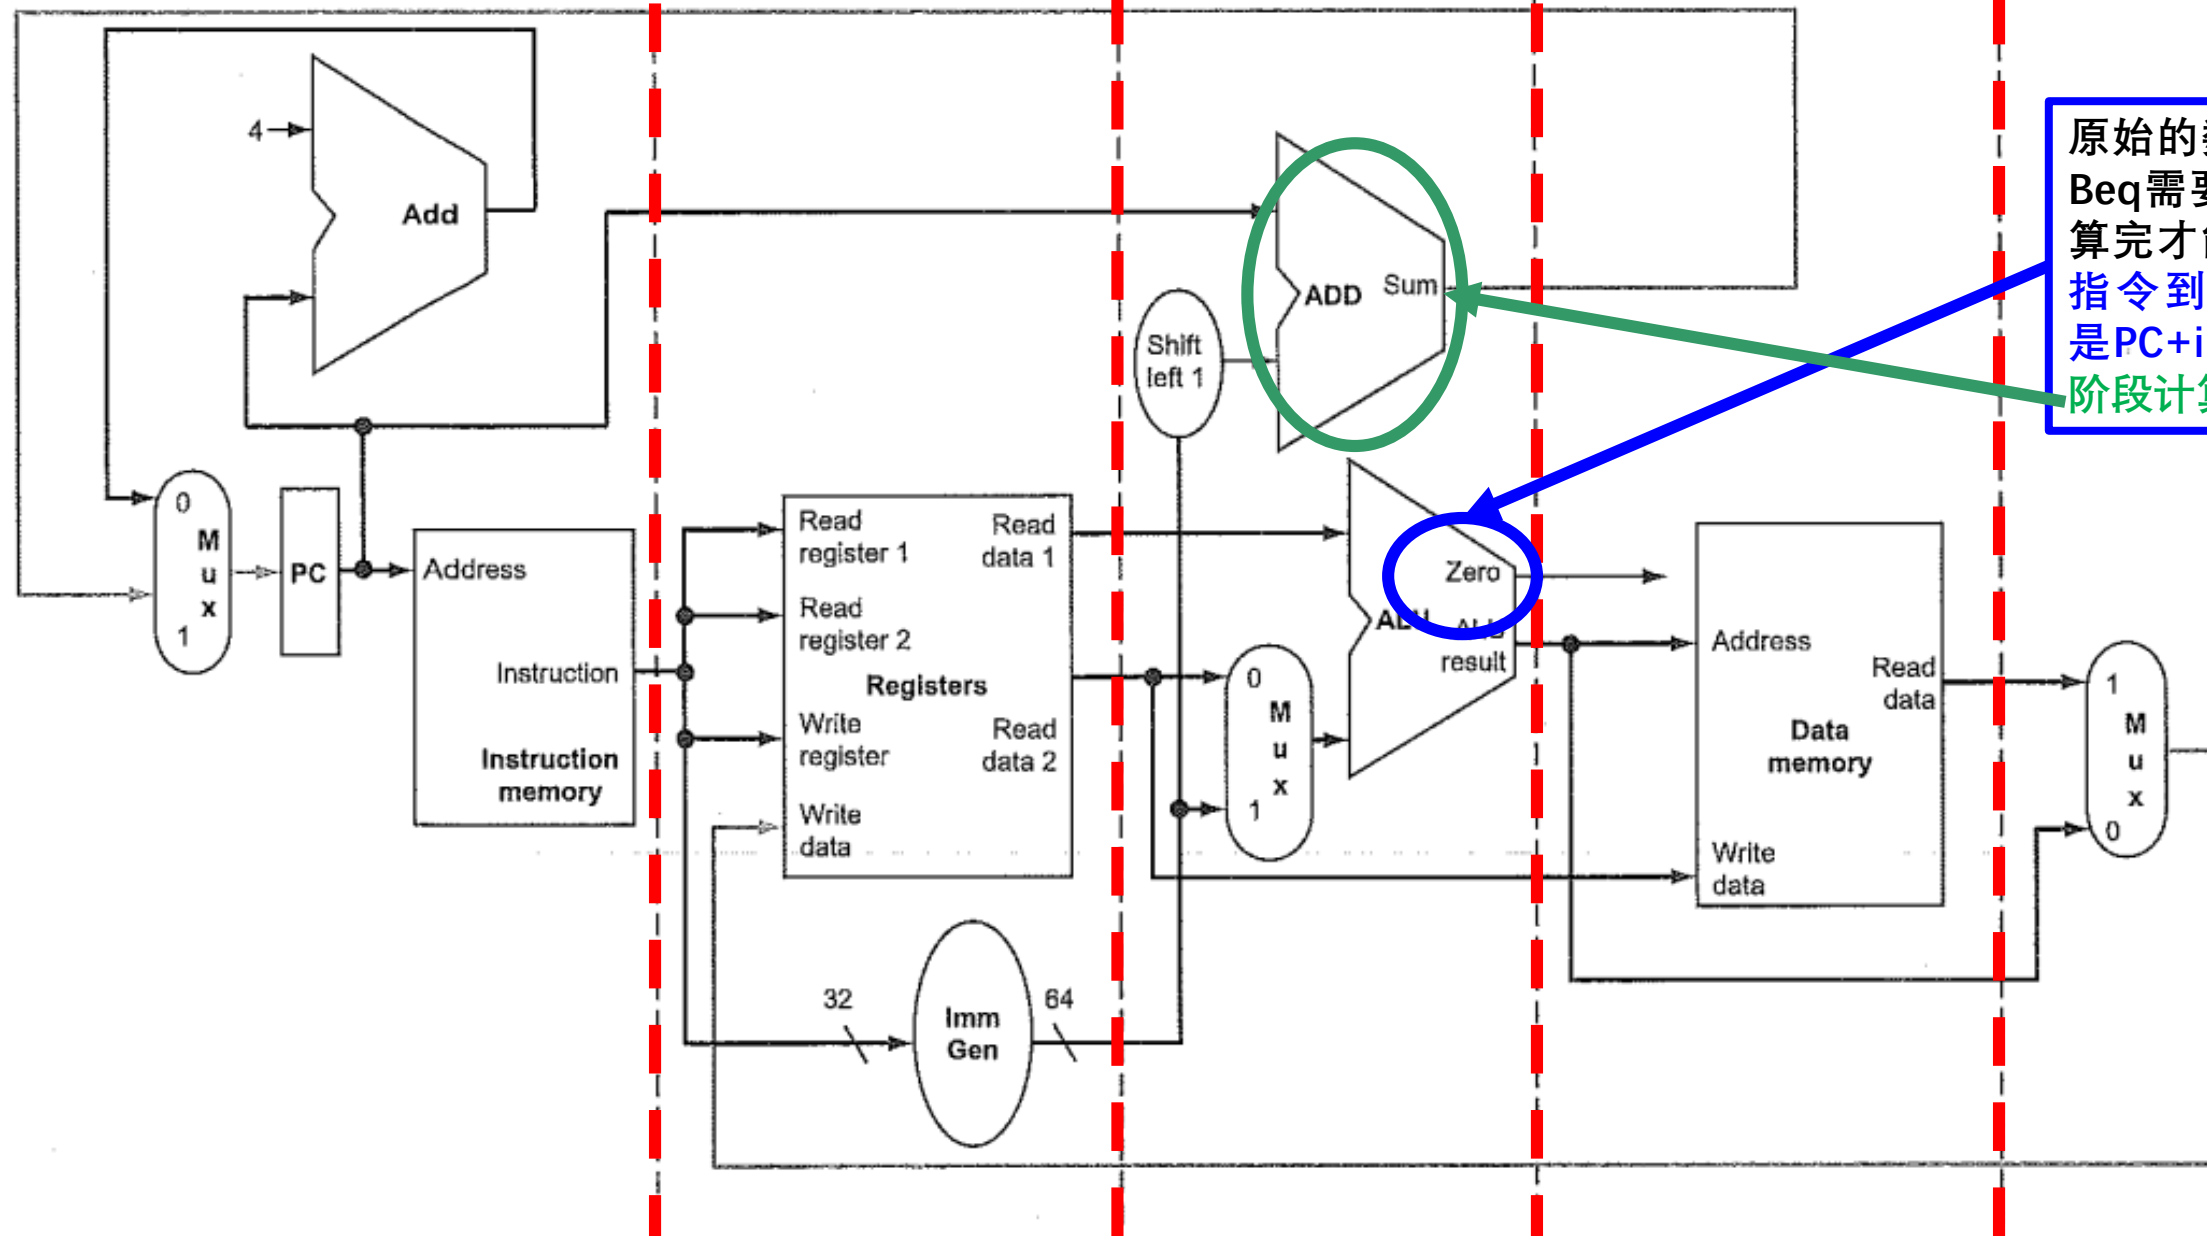 4
Add
0
M
u
x
1
PC
Address
Instruction
Instruction
memory
Read
register 1
Read
register 2
Registers
Write
register
Write
data
Read
data 1
Read
data 2
32
Imm
Gen
64
Shift
left 1
ADD
Sum
0
M
u
x
1
Zero
result
Address
Read
data
Data
memory
Write
data
1
M
u
x
0
原始的
Beq需
算完才
指令到
是PC+i
阶段计